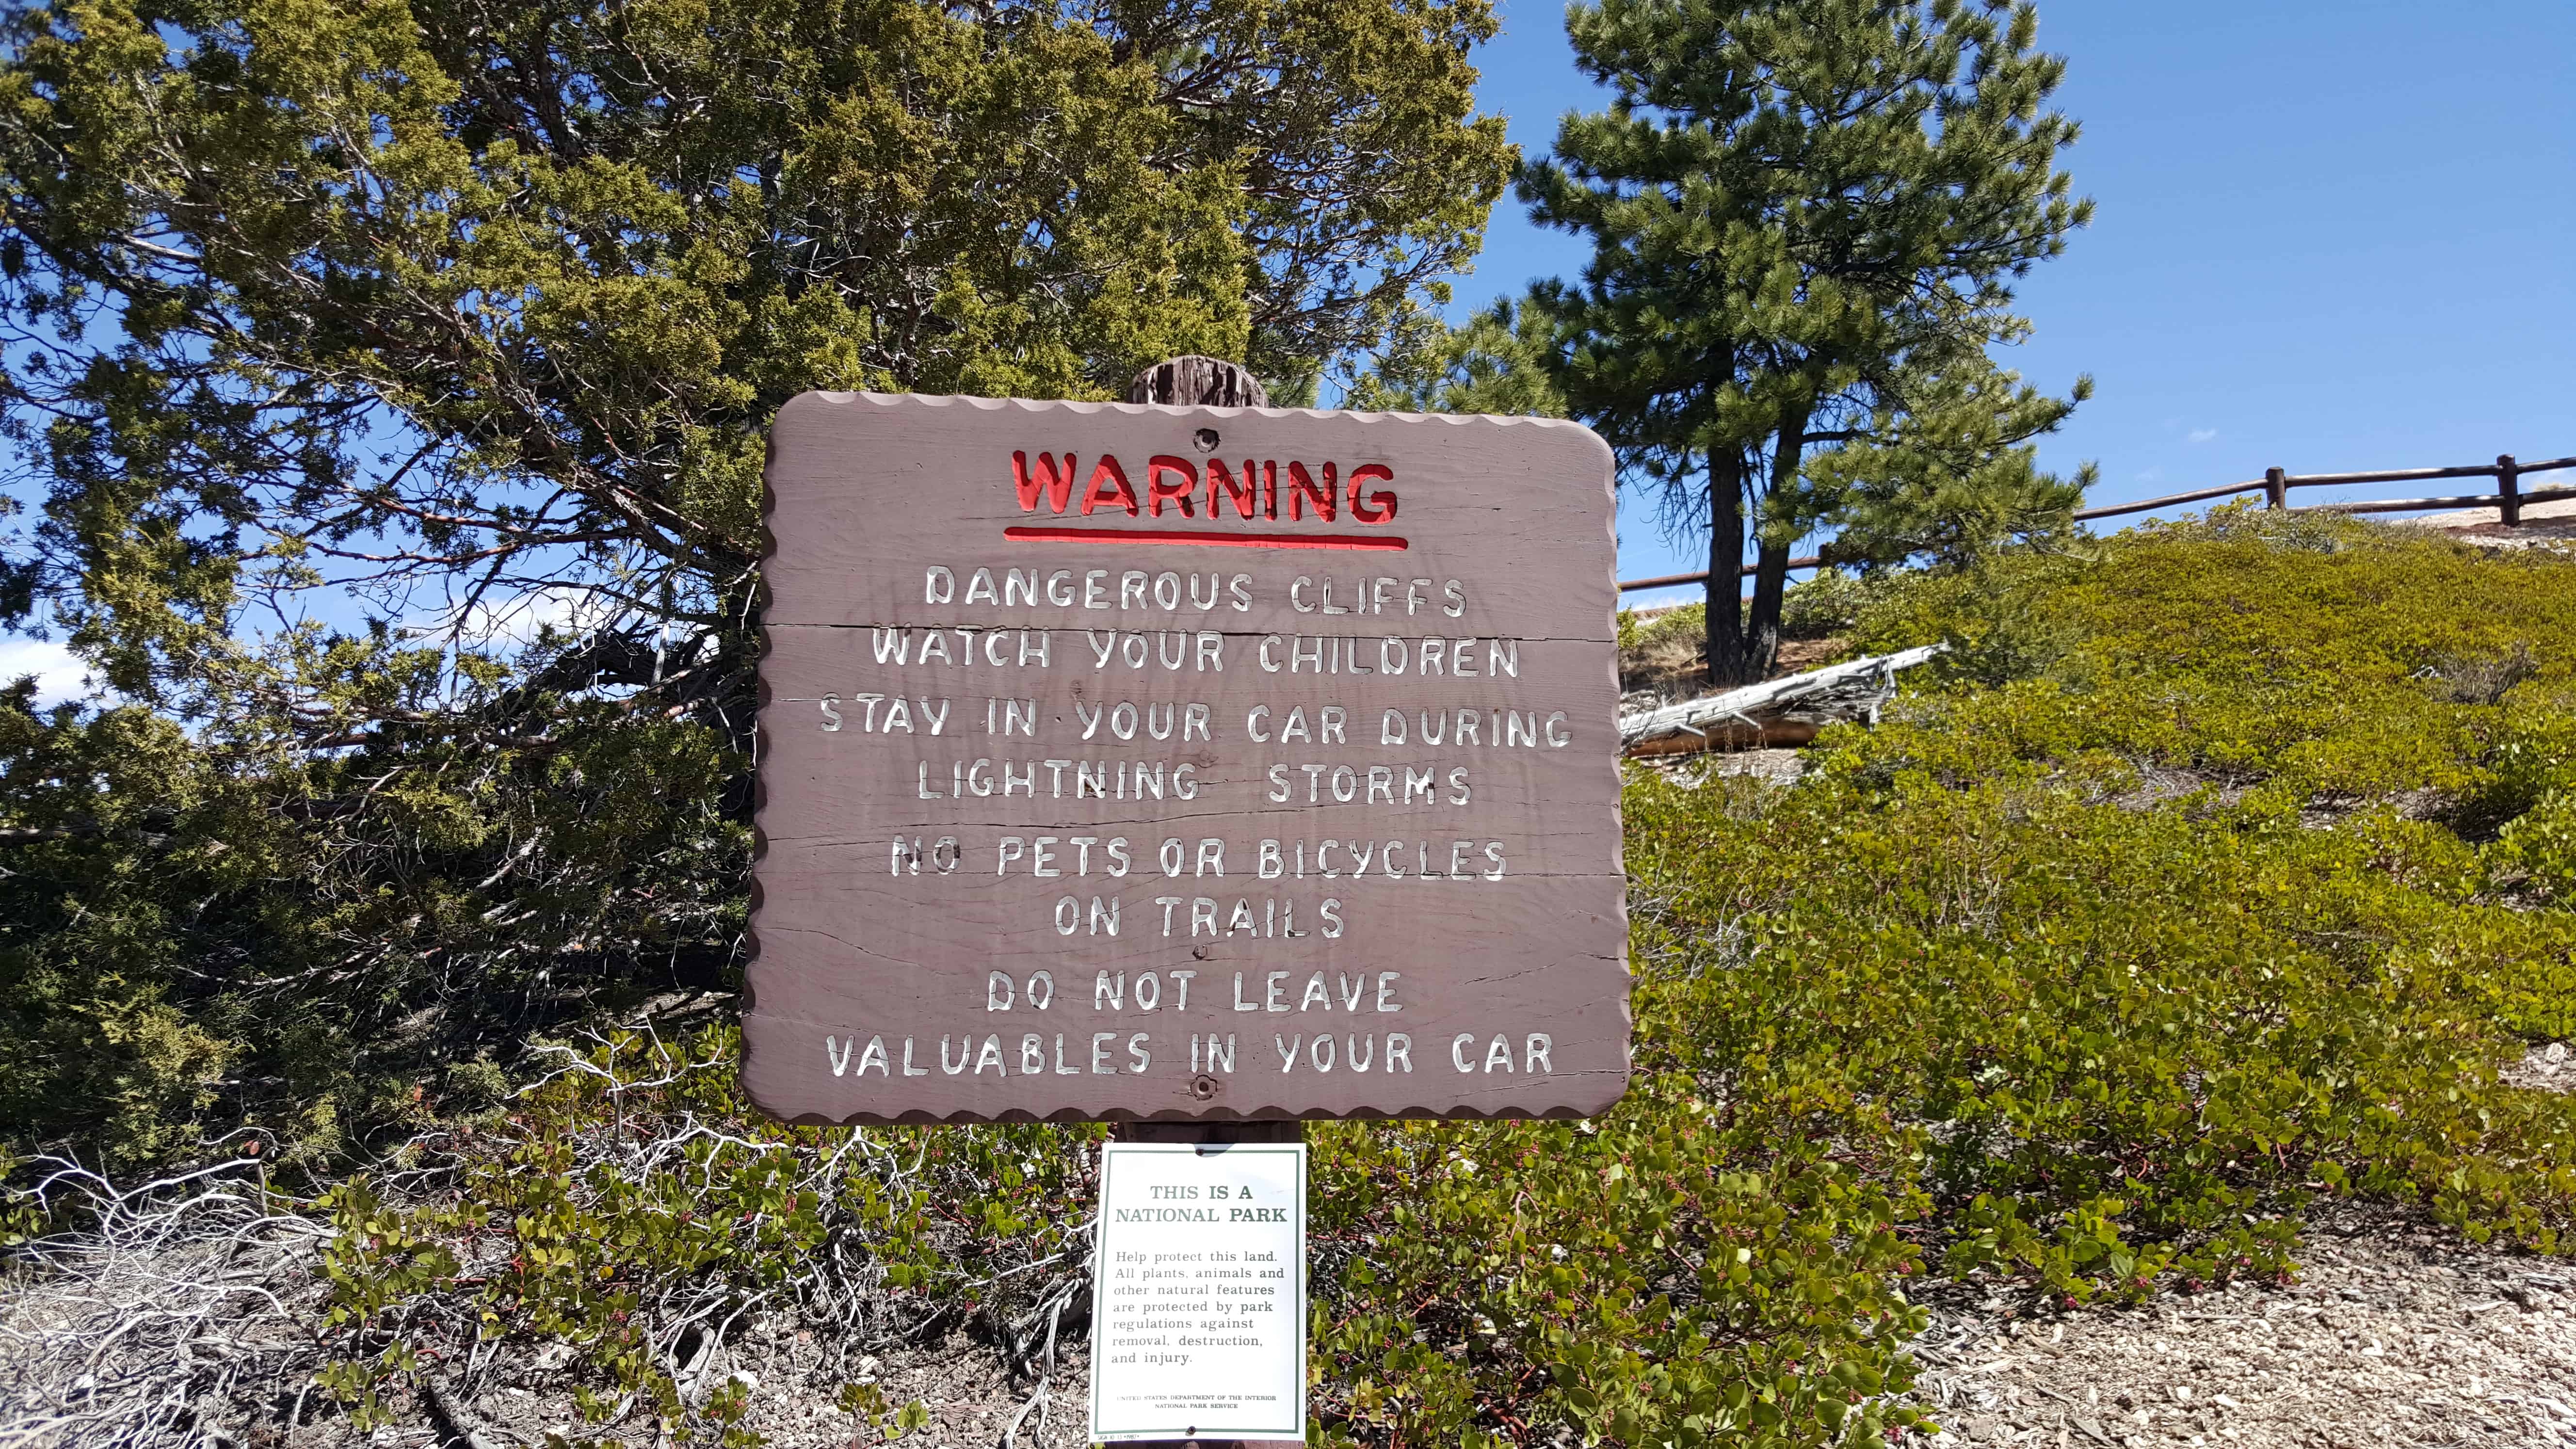 WARNING
DANGEROUS CLIFFS
WATCH YOUR CHILDREN
STAY IN YOUR CAR DURING
LIGHTNING STORMS
NO PETS OR BICYCLES
ON TRAILS
DO NOT LEAVE
VALUABLES IN YOUR CAR
THIS IS A
NATIONAL PARK
Help protect this land.
All plants, animals and
other natural features
are protected by park
regulations against
removal, destruction,
and injury.
UNITED STATES DEPARTMENT OF THE INTERIOR
NATIONAL PARK SERVICE